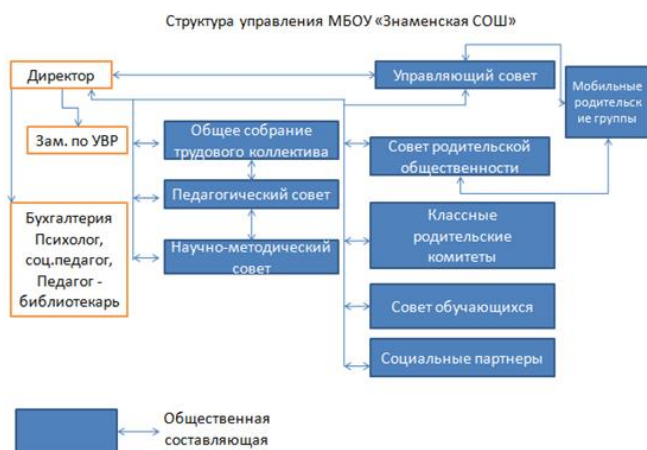 Структура управления МБОУ «Знаменская СОШ»
Директор
Управляющий совет
Мобильные
родительск
ие группы
Зам. по УВР
Общее собрание
трудового коллектива
Совет родительской
общественности
Педагогический совет
Бухгалтерия
Психолог,
соц.педагог,
Педагог -
библиотекарь
Классные
родительские
комитеты
Научно-методический
совет
Совет обучающихся
Социальные партнеры
Общественная
составляющая